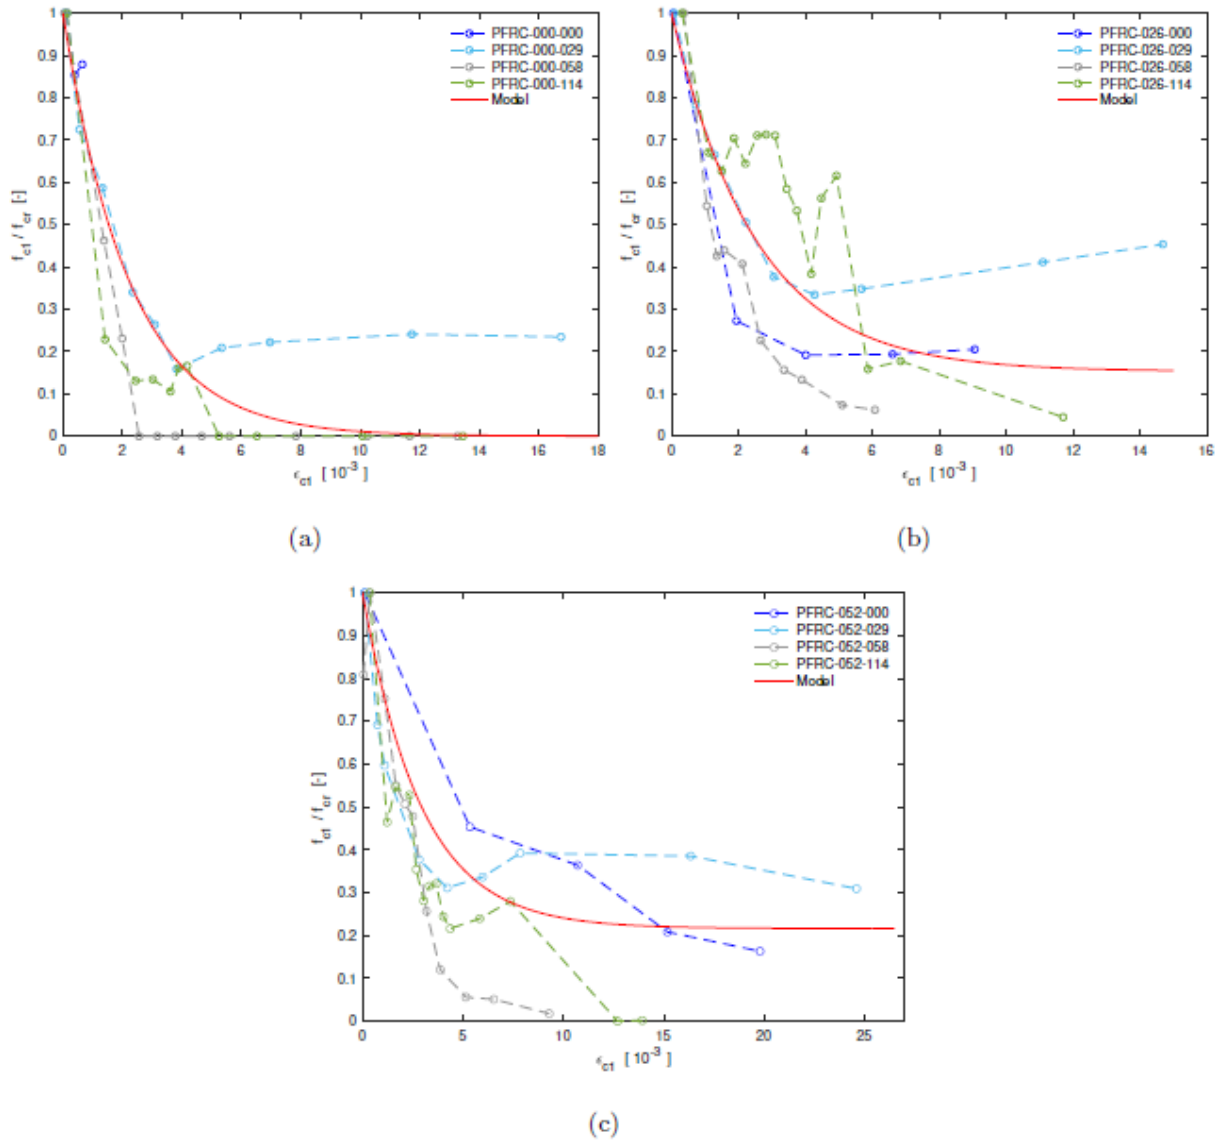 1
0.9
0.8
0.7
0.6
0.5
0.4
0.3
0.2
0.1
0
f_c1 / f_cr [-]
PFRC-000-000
PFRC-000-029
PFRC-000-058
PFRC-000-114
Model
0 2 4 6 8 10 12 14 16 18
ϵ_c1 [ 10^-3 ]
(a)
1
0.9
0.8
0.7
0.6
0.5
0.4
0.3
0.2
0.1
0
f_c1 / f_cr [-]
PFRC-026-000
PFRC-026-029
PFRC-026-058
PFRC-026-114
Model
0 2 4 6 8 10 12 14 16
ϵ_c1 [ 10^-3 ]
(b)
1
0.9
0.8
0.7
0.6
0.5
0.4
0.3
0.2
0.1
0
f_c1 / f_cr [-]
PFRC-052-000
PFRC-052-029
PFRC-052-058
PFRC-052-114
Model
0 5 10 15 20 25
ϵ_c1 [ 10^-3 ]
(c)